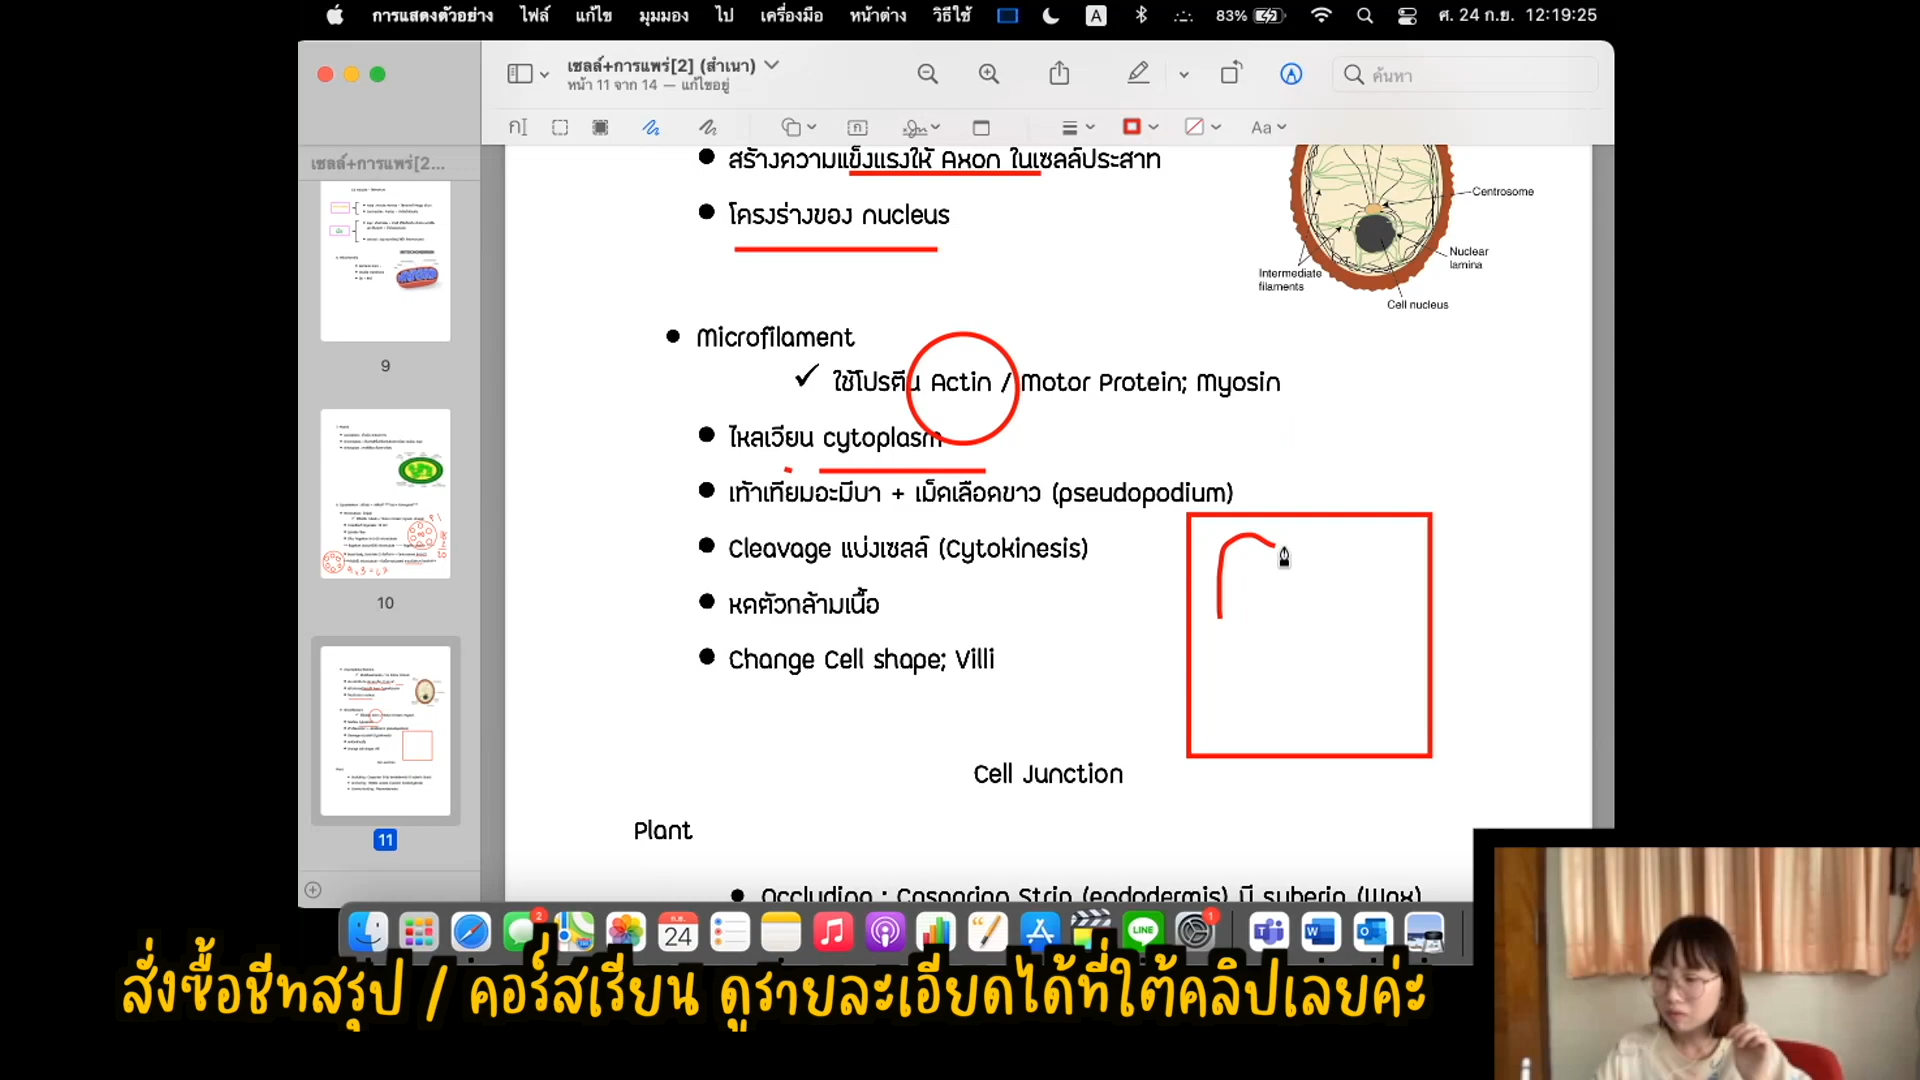 การแสดงตัวอย่าง ไฟล์ แก้ไข มุมมอง ไป เครื่องมือ หน้าต่าง วิธีใช้ A 83% ศ. 24 ก.ย. 12:19:25
เซลล์+การแพร่[2] (สำเนา)
หน้า 11 จาก 14 — แก้ไขอยู่
ค้นหา
Aa
เซลล์+การแพร่[2...
สร้างความแข็งแรงให้ Axon ในเซลล์ประสาท
โครงร่างของ nucleus
Centrosome
Nuclear
lamina
Intermediate
filaments
Cell nucleus
Microfilament
✓ ใช้โปรตีน Actin / Motor Protein; Myosin
ไหลเวียน cytoplasm
เท้าเทียมอะมีบา + เม็ดเลือดขาว (pseudopodium)
Cleavage แบ่งเซลล์ (Cytokinesis)
หดตัวกล้ามเนื้อ
Change Cell shape; Villi
Cell Junction
Plant
Occluding : Casparian Strip (endodermis) มี suberin (Wax)
9
10
11
2
ก.ย.
24
LINE
1
สั่งซื้อชีทสรุป / คอร์สเรียน ดูรายละเอียดได้ที่ใต้คลิปเลยค่ะ